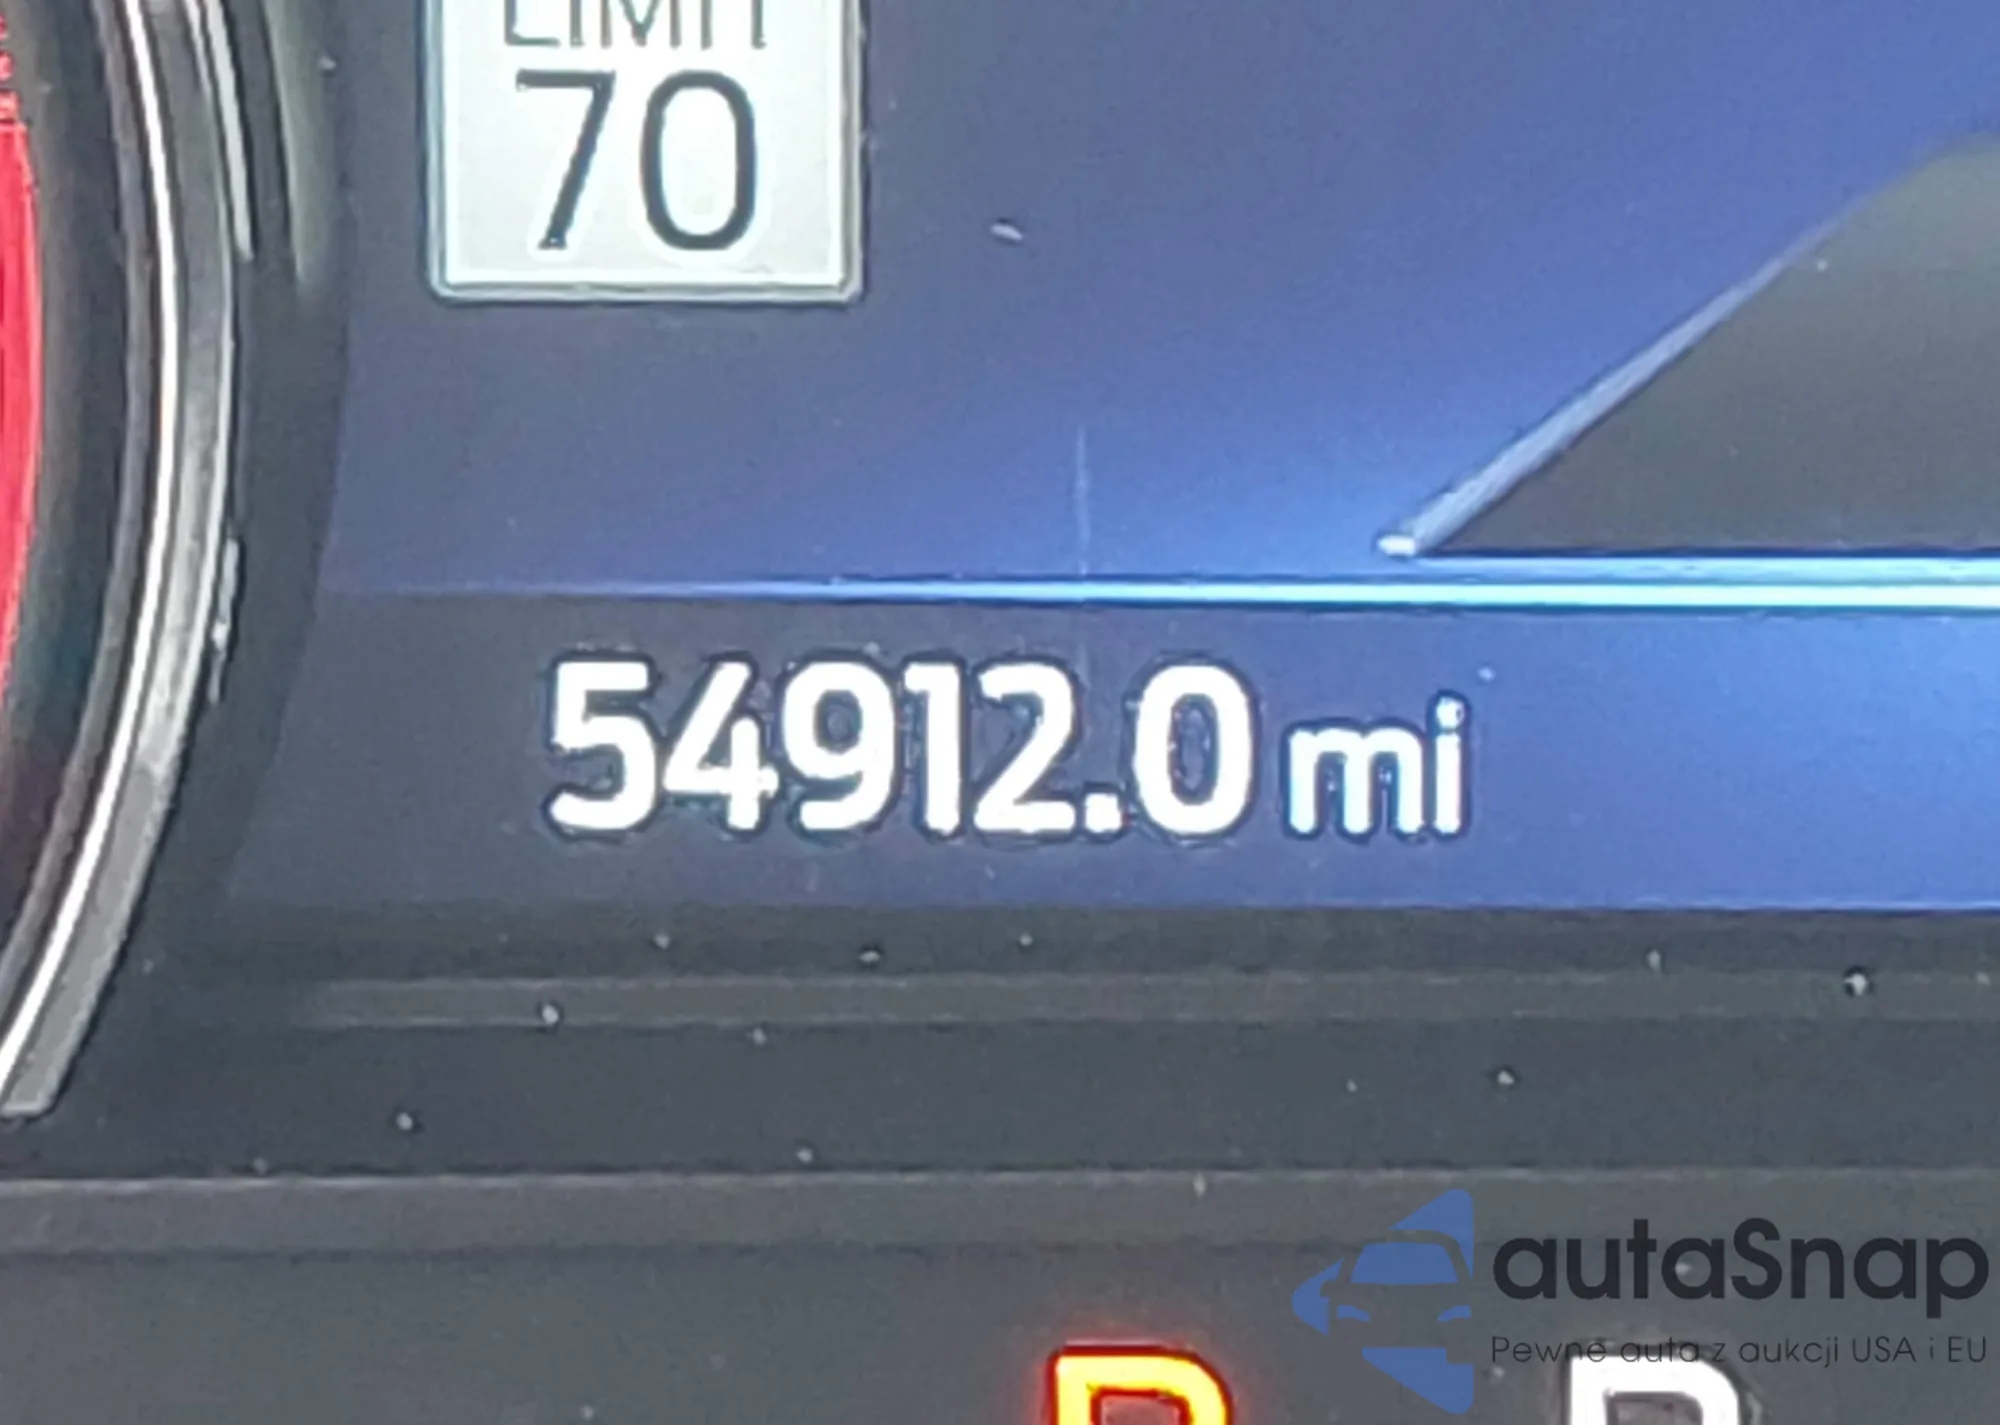 LIMIT
70
54912.0 mi
autaSnap
Pewne auta z aukcji USA i EU
P R